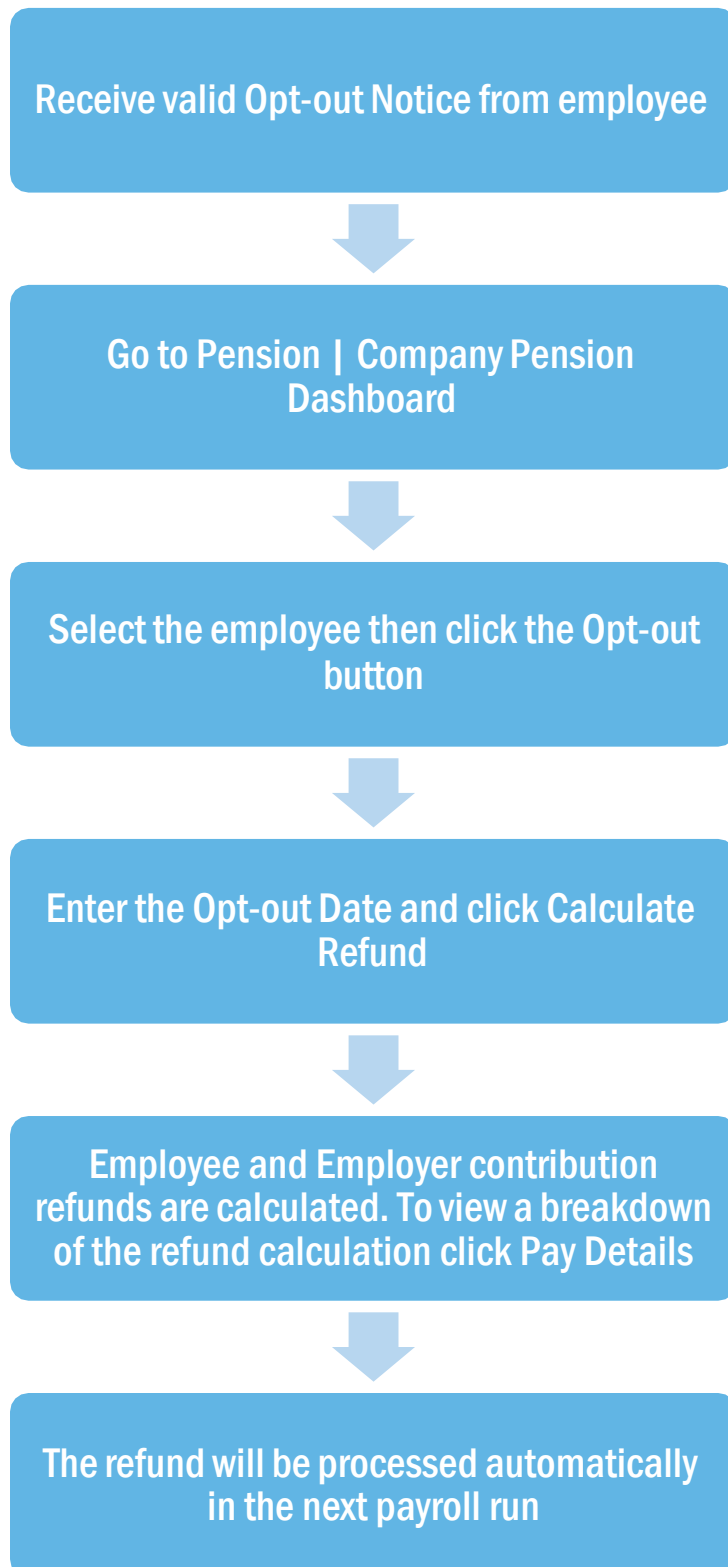 Receive valid Opt-out Notice from employee
Go to Pension | Company Pension
Dashboard
Select the employee then click the Opt-out
button
Enter the Opt-out Date and click Calculate
Refund
Employee and Employer contribution
refunds are calculated. To view a breakdown
of the refund calculation click Pay Details
The refund will be processed automatically
in the next payroll run